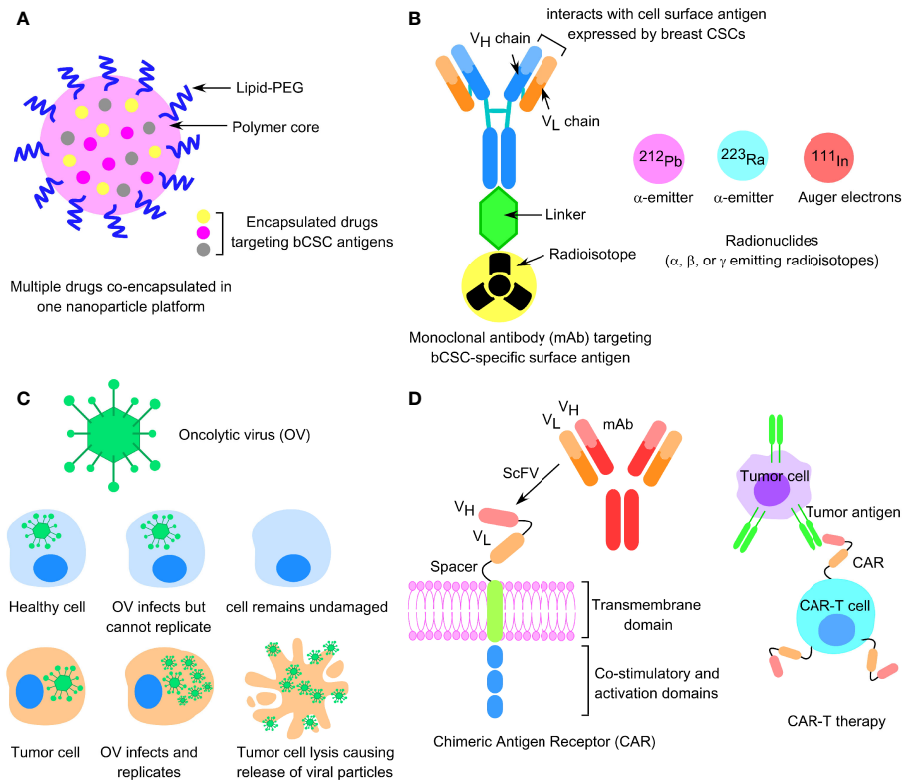 A
Lipid-PEG
Polymer core
Encapsulated drugs
targeting bCSC antigens
Multiple drugs co-encapsulated in
one nanoparticle platform
B
interacts with cell surface antigen
expressed by breast CSCs
VH chain
VL chain
Linker
Radioisotope
Monoclonal antibody (mAb) targeting
bCSC-specific surface antigen
212Pb
223Ra
111In
α-emitter
α-emitter
Auger electrons
Radionuclides
(α, β, or γ emitting radioisotopes)
C
Oncolytic virus (OV)
Healthy cell
OV infects but
cannot replicate
cell remains undamaged
Tumor cell
OV infects and
replicates
Tumor cell lysis causing
release of viral particles
D
VH
VL
mAb
ScFV
VH
VL
Spacer
Transmembrane
domain
Co-stimulatory and
activation domains
Chimeric Antigen Receptor (CAR)
Tumor cell
Tumor antigen
CAR
CAR-T cell
CAR-T therapy